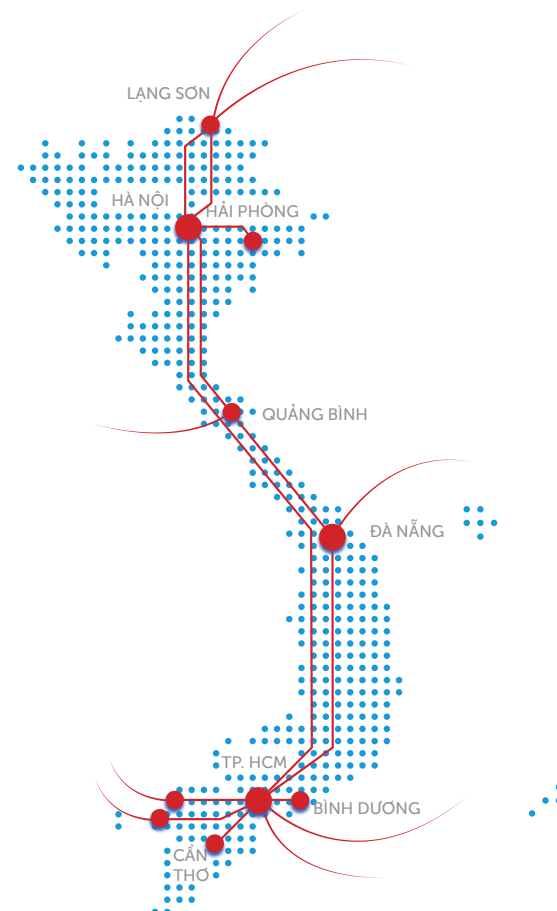 LẠNG SƠN
HÀ NỘI
HẢI PHÒNG
QUẢNG BÌNH
ĐÀ NẴNG
TP. HCM
BÌNH DƯƠNG
CẦN
THƠ